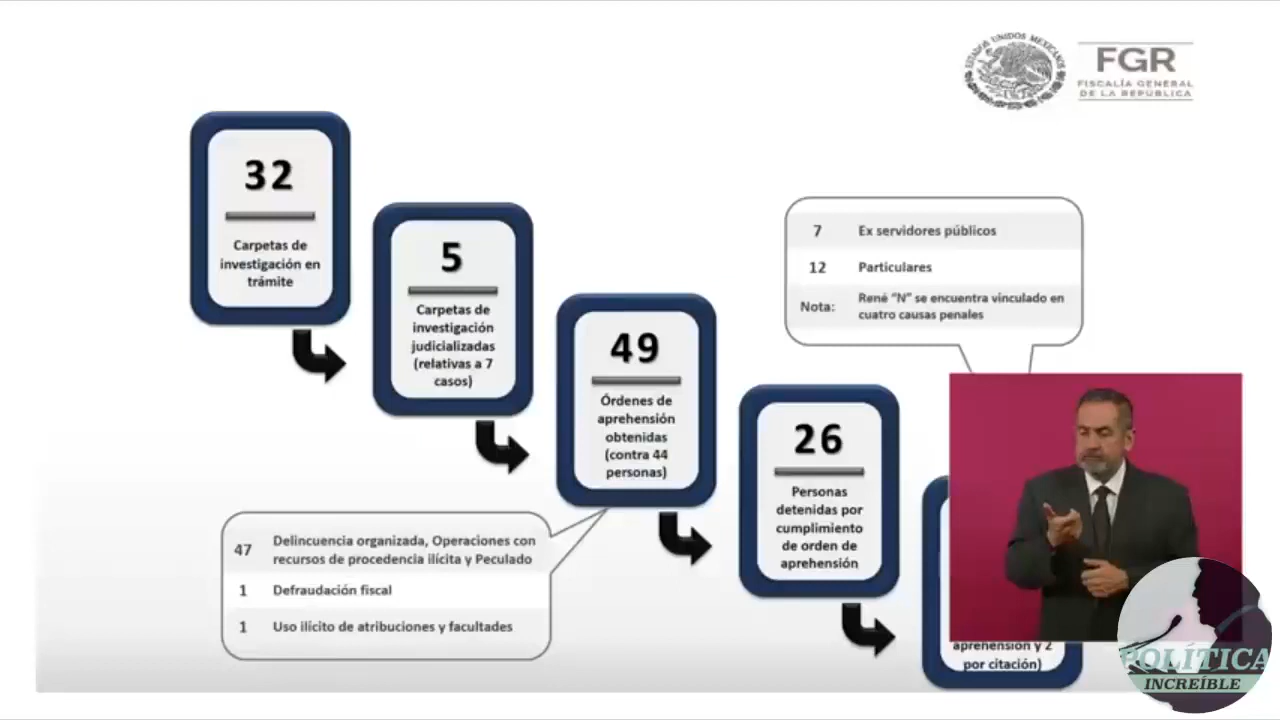 ESTADOS UNIDOS MEXICANOS
FGR
FISCALÍA GENERAL
DE LA REPÚBLICA
32
Carpetas de
investigación en
trámite
5
Carpetas de
investigación
judicializadas
(relativas a 7
casos)
49
Órdenes de
aprehensión
obtenidas
(contra 44
personas)
47 Delincuencia organizada, Operaciones con
recursos de procedencia ilícita y Peculado
1 Defraudación fiscal
1 Uso ilícito de atribuciones y facultades
26
Personas
detenidas por
cumplimiento
de orden de
aprehensión
7 Ex servidores públicos
12 Particulares
Nota: René “N” se encuentra vinculado en
cuatro causas penales
aprehensión y 2
por citación)
POLÍTICA
INCREÍBLE